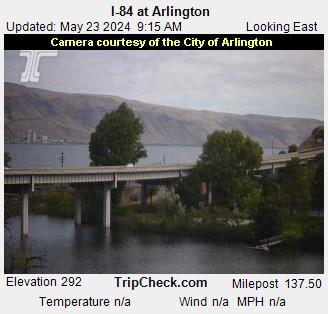 I-84 at Arlington
Updated: May 23 2024 9:15 AM Looking East
Camera courtesy of the City of Arlington
Elevation 292 TripCheck.com Milepost 137.50
Temperature n/a Wind n/a MPH n/a